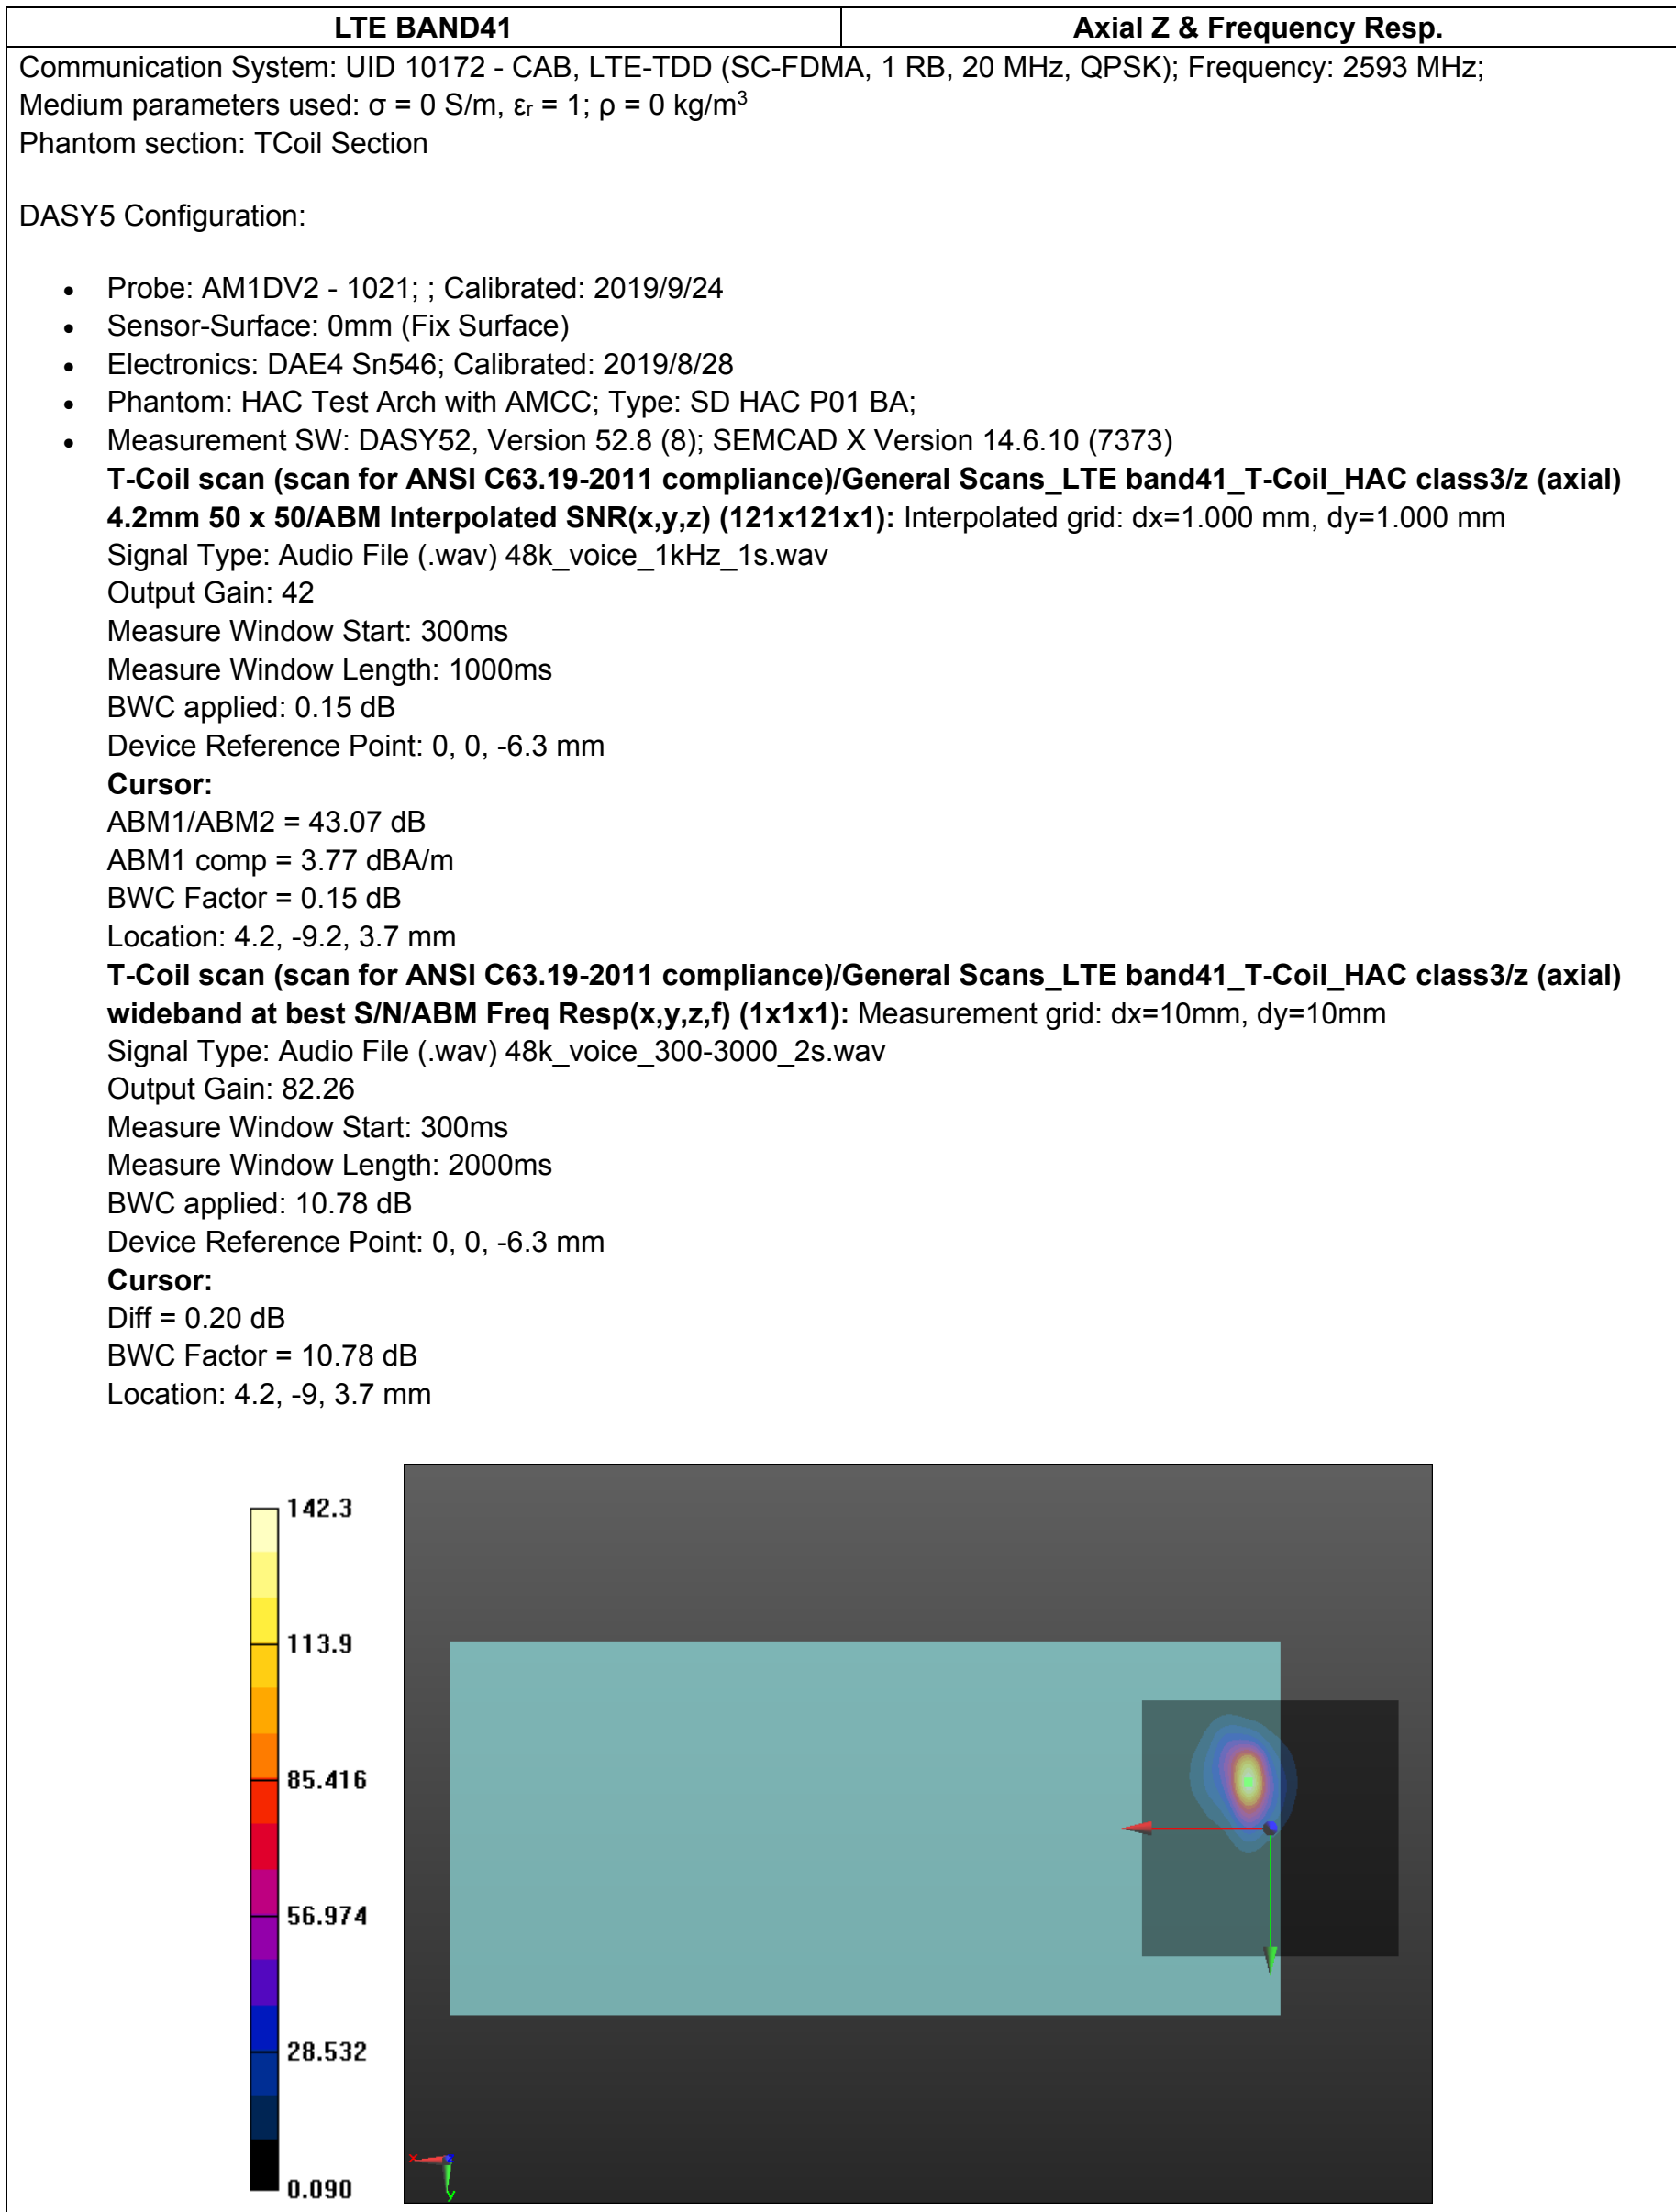 LTE BAND41
Axial Z & Frequency Resp.
Communication System: UID 10172 - CAB, LTE-TDD (SC-FDMA, 1 RB, 20 MHz, QPSK); Frequency: 2593 MHz;
Medium parameters used: σ = 0 S/m, εr = 1; ρ = 0 kg/m³
Phantom section: TCoil Section
DASY5 Configuration:
• Probe: AM1DV2 - 1021; ; Calibrated: 2019/9/24
• Sensor-Surface: 0mm (Fix Surface)
• Electronics: DAE4 Sn546; Calibrated: 2019/8/28
• Phantom: HAC Test Arch with AMCC; Type: SD HAC P01 BA;
• Measurement SW: DASY52, Version 52.8 (8); SEMCAD X Version 14.6.10 (7373)
T-Coil scan (scan for ANSI C63.19-2011 compliance)/General Scans_LTE band41_T-Coil_HAC class3/z (axial)
4.2mm 50 x 50/ABM Interpolated SNR(x,y,z) (121x121x1): Interpolated grid: dx=1.000 mm, dy=1.000 mm
Signal Type: Audio File (.wav) 48k_voice_1kHz_1s.wav
Output Gain: 42
Measure Window Start: 300ms
Measure Window Length: 1000ms
BWC applied: 0.15 dB
Device Reference Point: 0, 0, -6.3 mm
Cursor:
ABM1/ABM2 = 43.07 dB
ABM1 comp = 3.77 dBA/m
BWC Factor = 0.15 dB
Location: 4.2, -9.2, 3.7 mm
T-Coil scan (scan for ANSI C63.19-2011 compliance)/General Scans_LTE band41_T-Coil_HAC class3/z (axial)
wideband at best S/N/ABM Freq Resp(x,y,z,f) (1x1x1): Measurement grid: dx=10mm, dy=10mm
Signal Type: Audio File (.wav) 48k_voice_300-3000_2s.wav
Output Gain: 82.26
Measure Window Start: 300ms
Measure Window Length: 2000ms
BWC applied: 10.78 dB
Device Reference Point: 0, 0, -6.3 mm
Cursor:
Diff = 0.20 dB
BWC Factor = 10.78 dB
Location: 4.2, -9, 3.7 mm
142.3
113.9
85.416
56.974
28.532
0.090
x
y